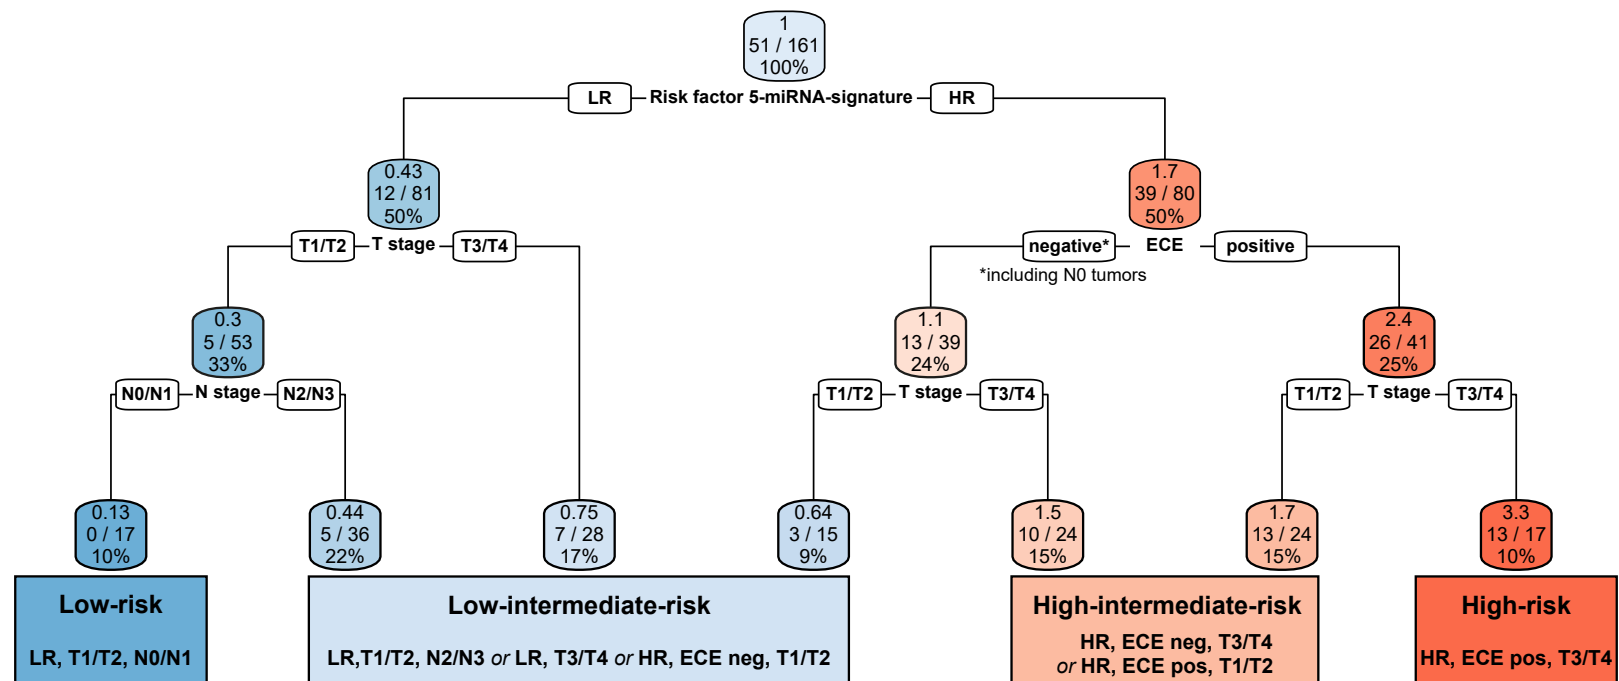 1
51 / 161
100%
LR Risk factor 5-miRNA-signature HR
0.43
12 / 81
50%
1.7
39 / 80
50%
T1/T2 T stage T3/T4
negative* ECE positive
*including N0 tumors
0.3
5 / 53
33%
1.1
13 / 39
24%
2.4
26 / 41
25%
N0/N1 N stage N2/N3
T1/T2 T stage T3/T4
T1/T2 T stage T3/T4
0.13
0 / 17
10%
0.44
5 / 36
22%
0.75
7 / 28
17%
0.64
3 / 15
9%
1.5
10 / 24
15%
1.7
13 / 24
15%
3.3
13 / 17
10%
Low-risk
LR, T1/T2, N0/N1
Low-intermediate-risk
LR,T1/T2, N2/N3 or LR, T3/T4 or HR, ECE neg, T1/T2
High-intermediate-risk
HR, ECE neg, T3/T4
or HR, ECE pos, T1/T2
High-risk
HR, ECE pos, T3/T4